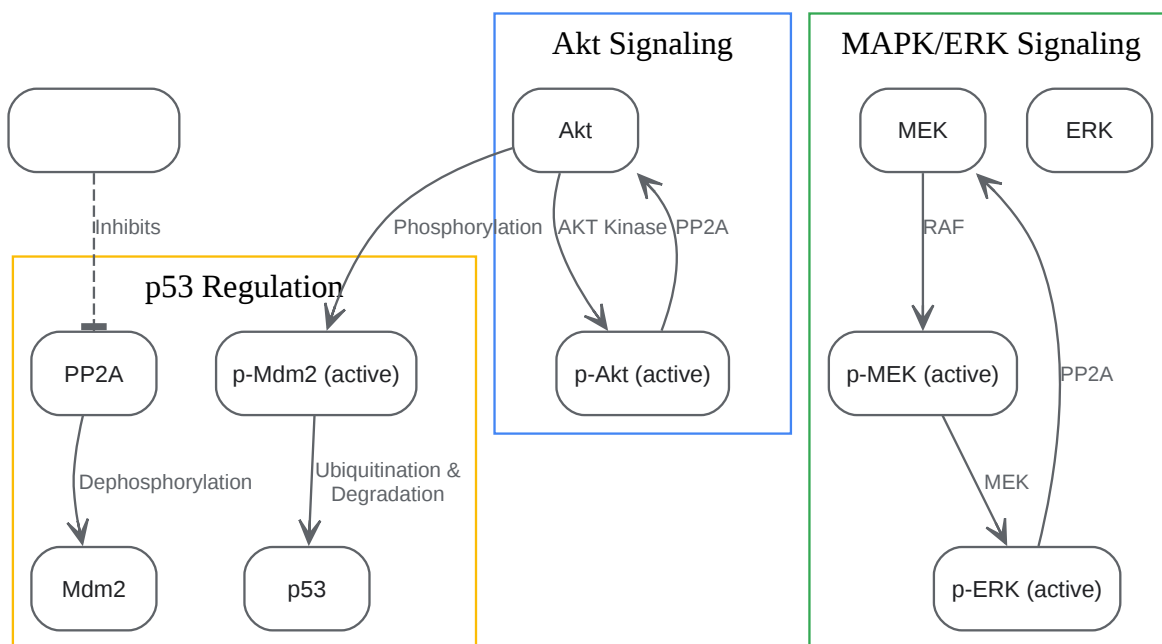 Akt Signaling
MAPK/ERK Signaling
Akt
MEK
ERK
Inhibits
Phosphorylation
AKT Kinase
PP2A
RAF
p53 Regulation
PP2A
p-Mdm2 (active)
p-Akt (active)
p-MEK (active)
PP2A
Dephosphorylation
Ubiquitination &
Degradation
MEK
Mdm2
p53
p-ERK (active)